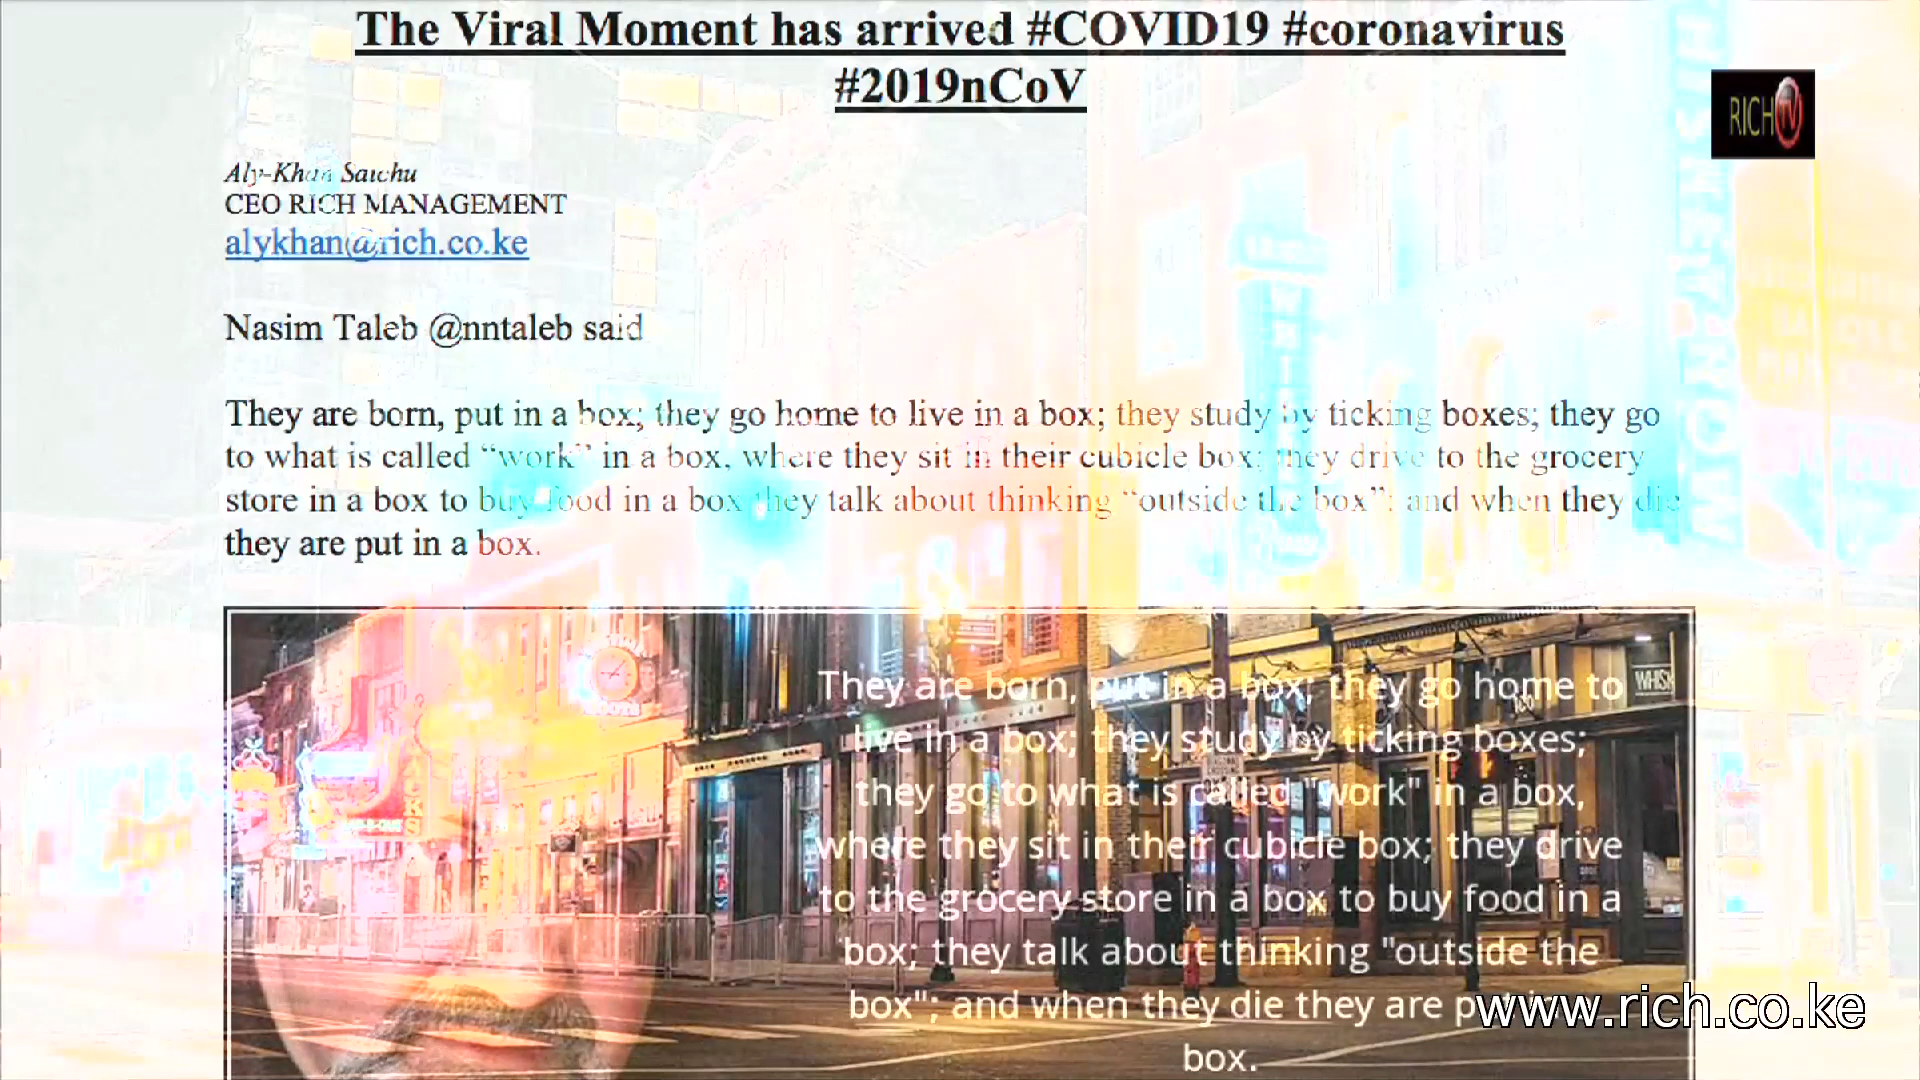 The Viral Moment has arrived #COVID19 #coronavirus
#2019nCoV
RICH TV
Aly-Khan Satchu
CEO RICH MANAGEMENT
alykhan@rich.co.ke
Nasim Taleb @nntaleb said
They are born, put in a box; they go home to live in a box; they study by ticking boxes; they go
to what is called “work” in a box, where they sit in their cubicle box; they drive to the grocery
store in a box to buy food in a box they talk about thinking “outside the box”; and when they die
they are put in a box.
They are born, put in a box; they go home to
live in a box; they study by ticking boxes;
they go to what is called "work" in a box,
where they sit in their cubicle box; they drive
to the grocery store in a box to buy food in a
box; they talk about thinking "outside the
box"; and when they die they are put in a
box.
WHISK
www.rich.co.ke